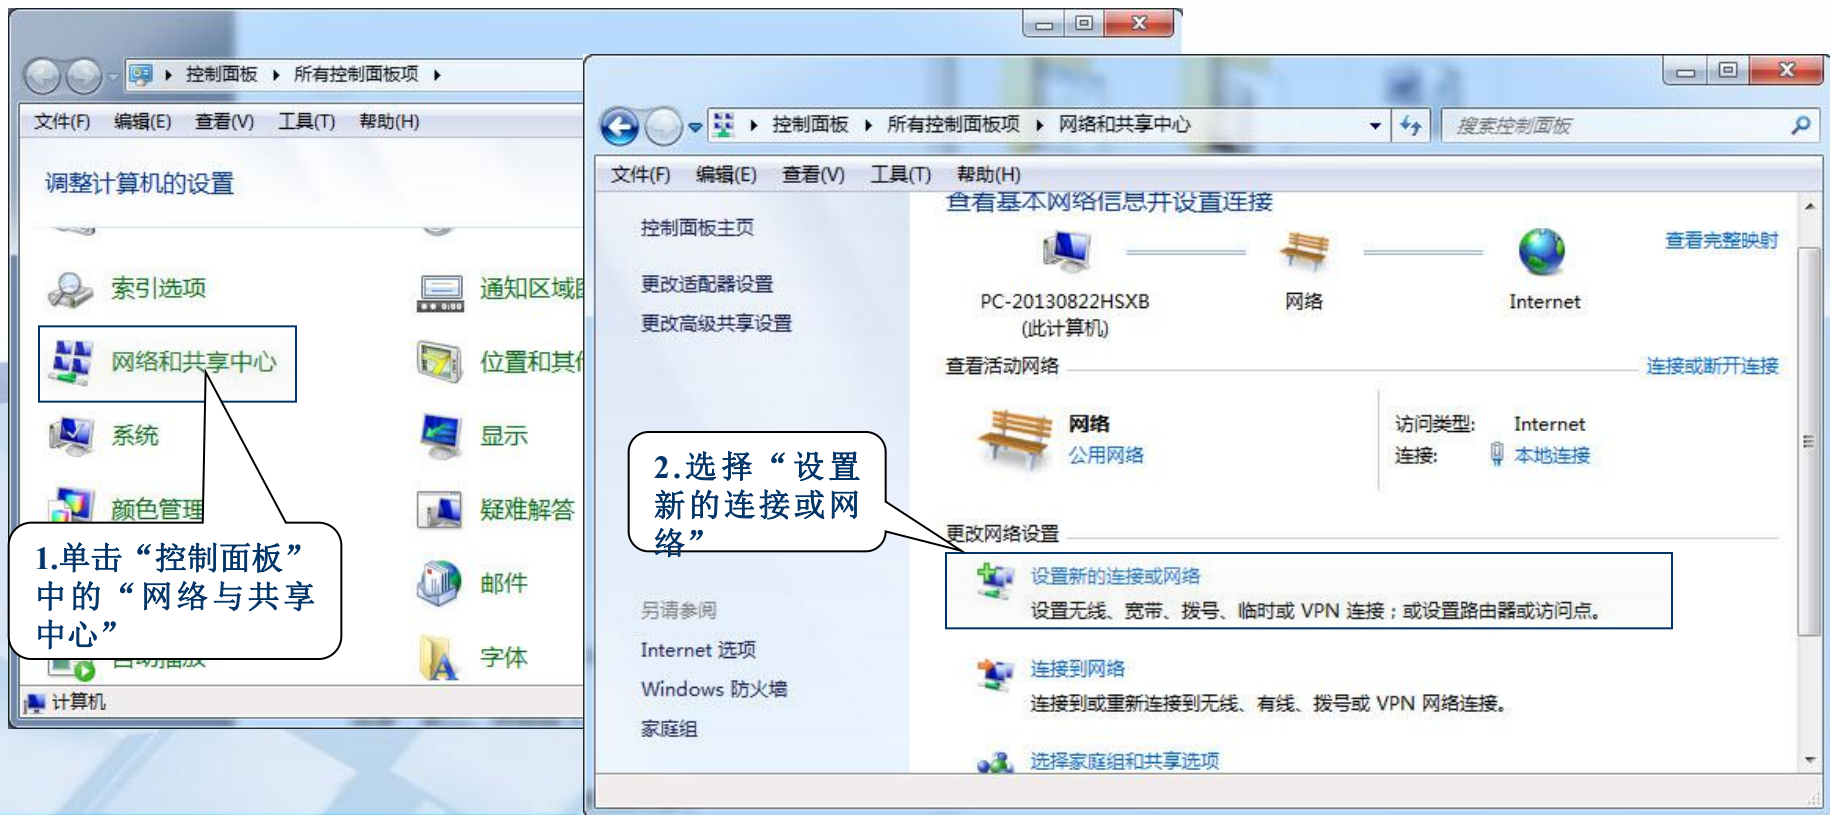 控制面板 ▸ 所有控制面板项 ▸
文件(F) 编辑(E) 查看(V) 工具(T) 帮助(H)
调整计算机的设置
索引选项
通知区域
网络和共享中心
位置和其
系统
显示
颜色管理
疑难解答
邮件
字体
计算机
1.单击“控制面板”
中的“网络与共享
中心”
控制面板 ▸ 所有控制面板项 ▸ 网络和共享中心
搜索控制面板
文件(F) 编辑(E) 查看(V) 工具(T) 帮助(H)
控制面板主页
更改适配器设置
更改高级共享设置
另请参阅
Internet 选项
Windows 防火墙
家庭组
2.选择“设置
新的连接或网
络”
查看基本网络信息并设置连接
查看完整映射
PC-20130822HSXB
(此计算机)
网络
Internet
查看活动网络
连接或断开连接
网络
公用网络
访问类型: Internet
连接: 本地连接
更改网络设置
设置新的连接或网络
设置无线、宽带、拨号、临时或 VPN 连接；或设置路由器或访问点。
连接到网络
连接到或重新连接到无线、有线、拨号或 VPN 网络连接。
选择家庭组和共享选项